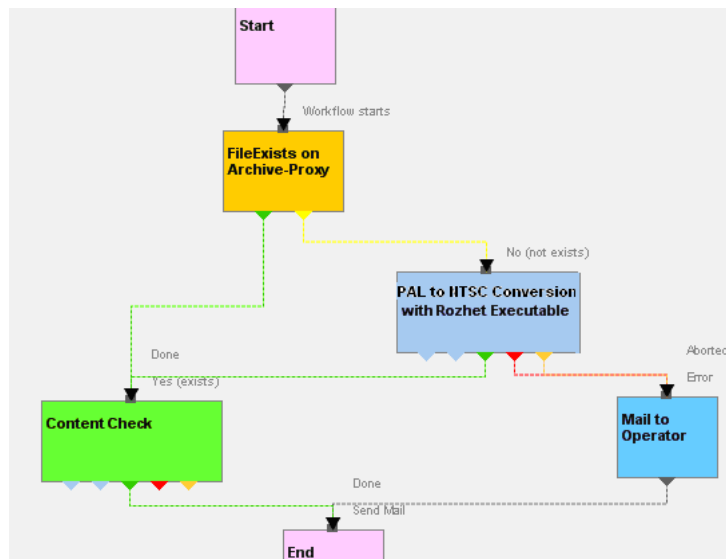 Start
Workflow starts
FileExists on
Archive-Proxy
No (not exists)
PAL to NTSC Conversion
with Rozhet Executable
Done
Yes (exists)
Aborted
Error
Content Check
Mail to
Operator
Done
Send Mail
End